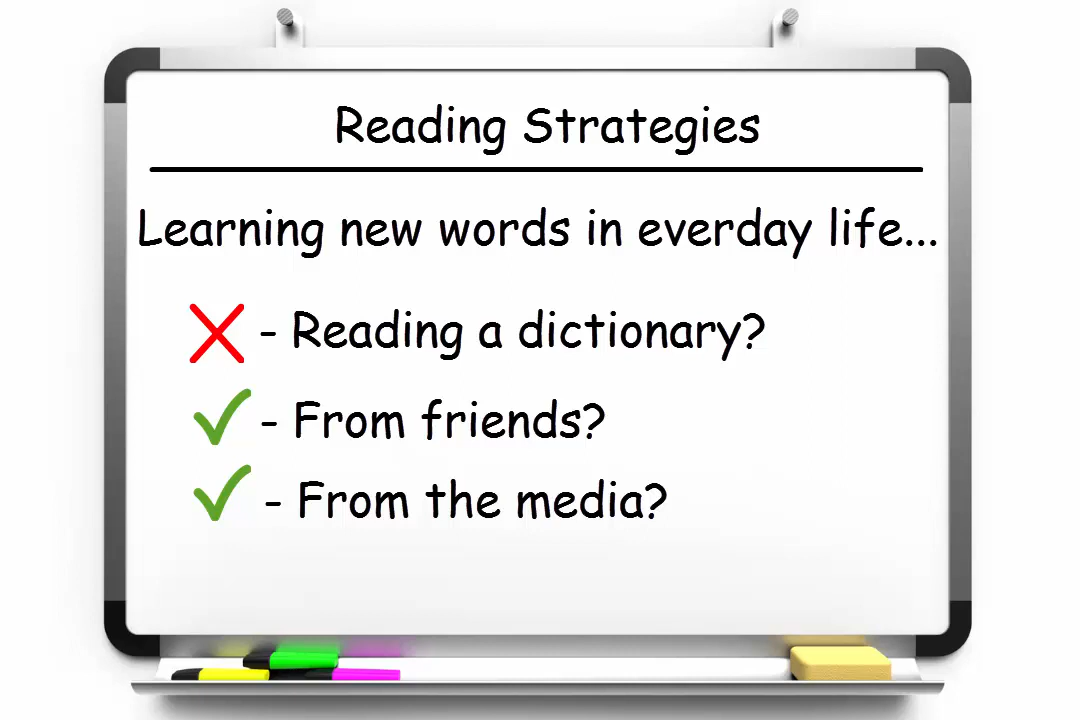 Reading Strategies
Learning new words in everday life...
- Reading a dictionary?
- From friends?
- From the media?